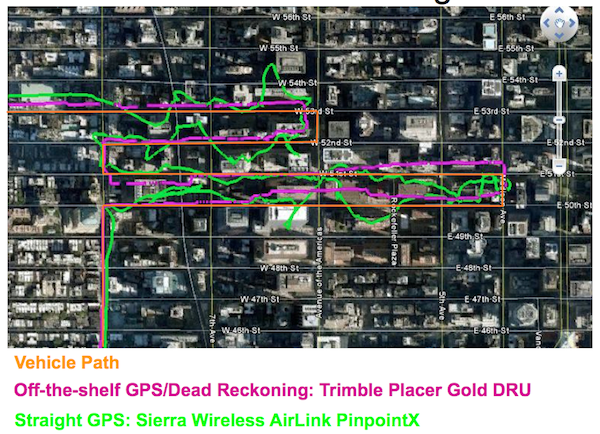 W 56th St
E 56th St
W 55th St
E 55th St
W 54th St
E 54th St
W 53rd St
E 53rd St
W 52nd St
E 52nd St
W 51st St
E 51st St
E 50th St
Rockefeller Plaza
E 49th St
W 48th St
E 48th St
Avenue of the Americas
W 47th St
E 47th St
7th Ave
5th Ave
W 46th St
E 46th St
Vehicle Path
Off-the-shelf GPS/Dead Reckoning: Trimble Placer Gold DRU
Straight GPS: Sierra Wireless AirLink PinpointX